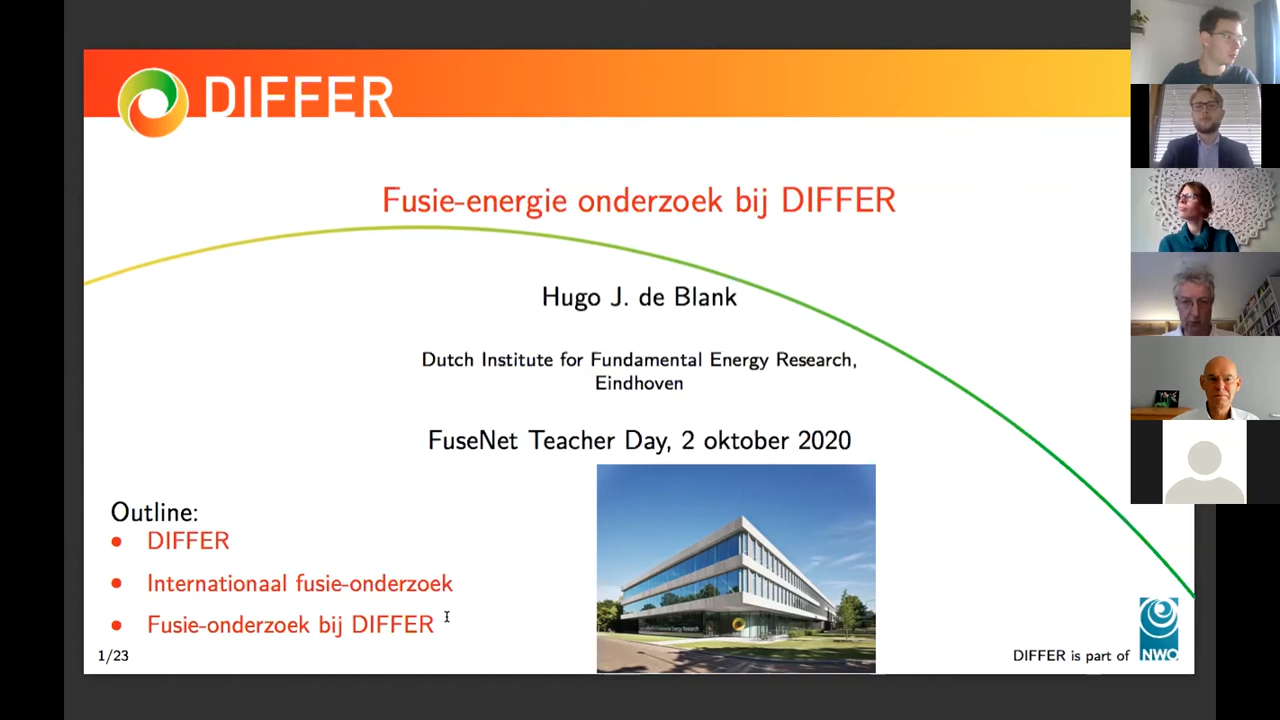 DIFFER
Fusie-energie onderzoek bij DIFFER
Hugo J. de Blank
Dutch Institute for Fundamental Energy Research,
Eindhoven
FuseNet Teacher Day, 2 oktober 2020
Outline:
• DIFFER
• Internationaal fusie-onderzoek
• Fusie-onderzoek bij DIFFER
1/23
DIFFER is part of
NWO